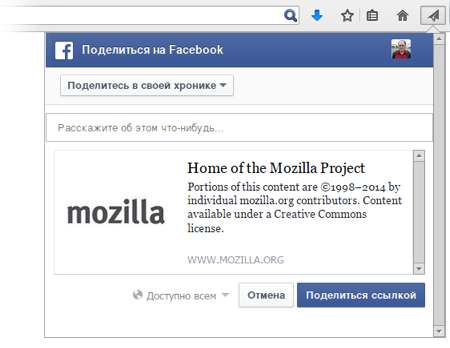 Поделиться на Facebook
Поделитесь в своей хронике
Расскажите об этом что-нибудь...
mozilla
Home of the Mozilla Project
Portions of this content are ©1998–2014 by
individual mozilla.org contributors. Content
available under a Creative Commons
license.
WWW.MOZILLA.ORG
Доступно всем
Отмена
Поделиться ссылкой